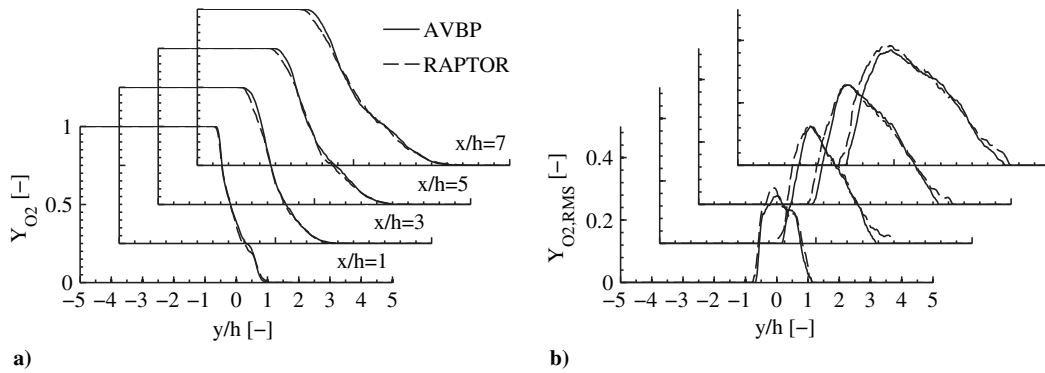 AVBP
RAPTOR
x/h=7
x/h=5
x/h=3
x/h=1
1
0.5
0
Y_O2 [−]
−5 −4 −3 −2 −1 0 1 2 3 4 5
y/h [−]
a)
0.4
0.2
0
Y_O2,RMS [−]
−5 −4 −3 −2 −1 0 1 2 3 4 5
y/h [−]
b)